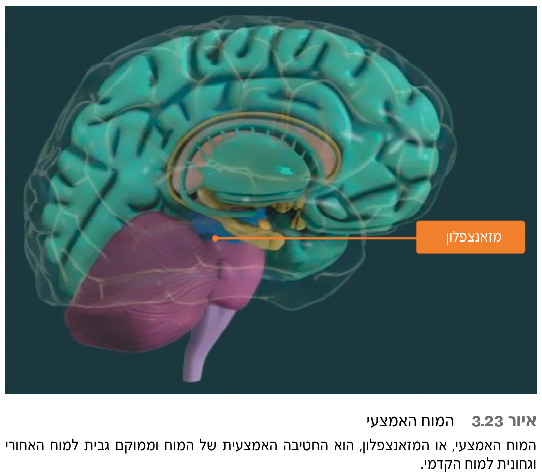 מזאנצפלון
איור 3.23 המוח האמצעי
המוח האמצעי, או המזאנצפלון, הוא החטיבה האמצעית של המוח וממוקם גבית למוח האחורי
וגחונית למוח הקדמי.